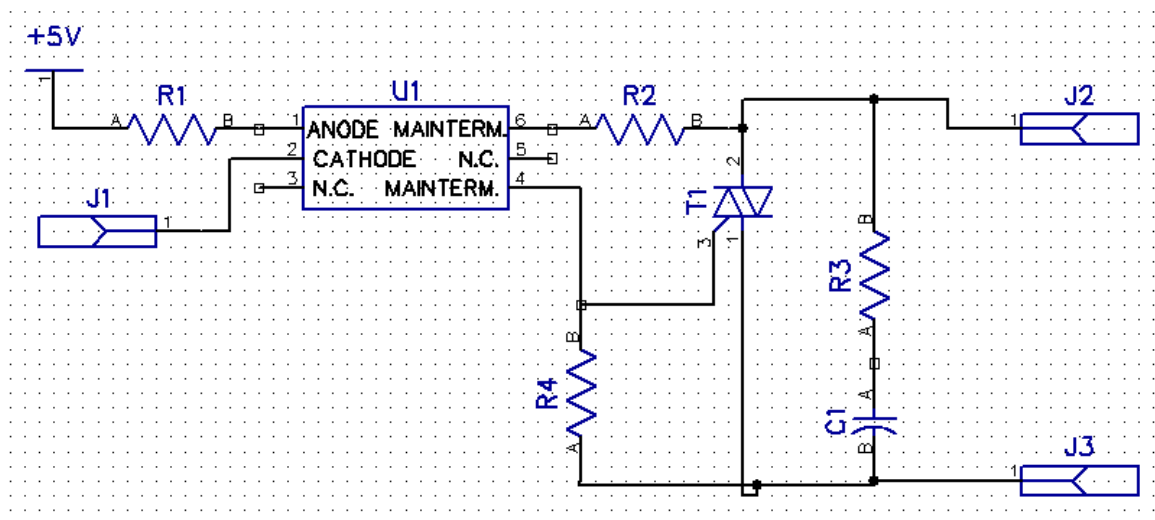 +5V
1
R1
A B
U1
1 ANODE MAINTERM. 6
2 CATHODE N.C. 5
3 N.C. MAINTERM. 4
R2
A B
J2
1
J1
1
2
T1
3 1
B
R3
A
B
R4
A
A
C1
B
J3
1